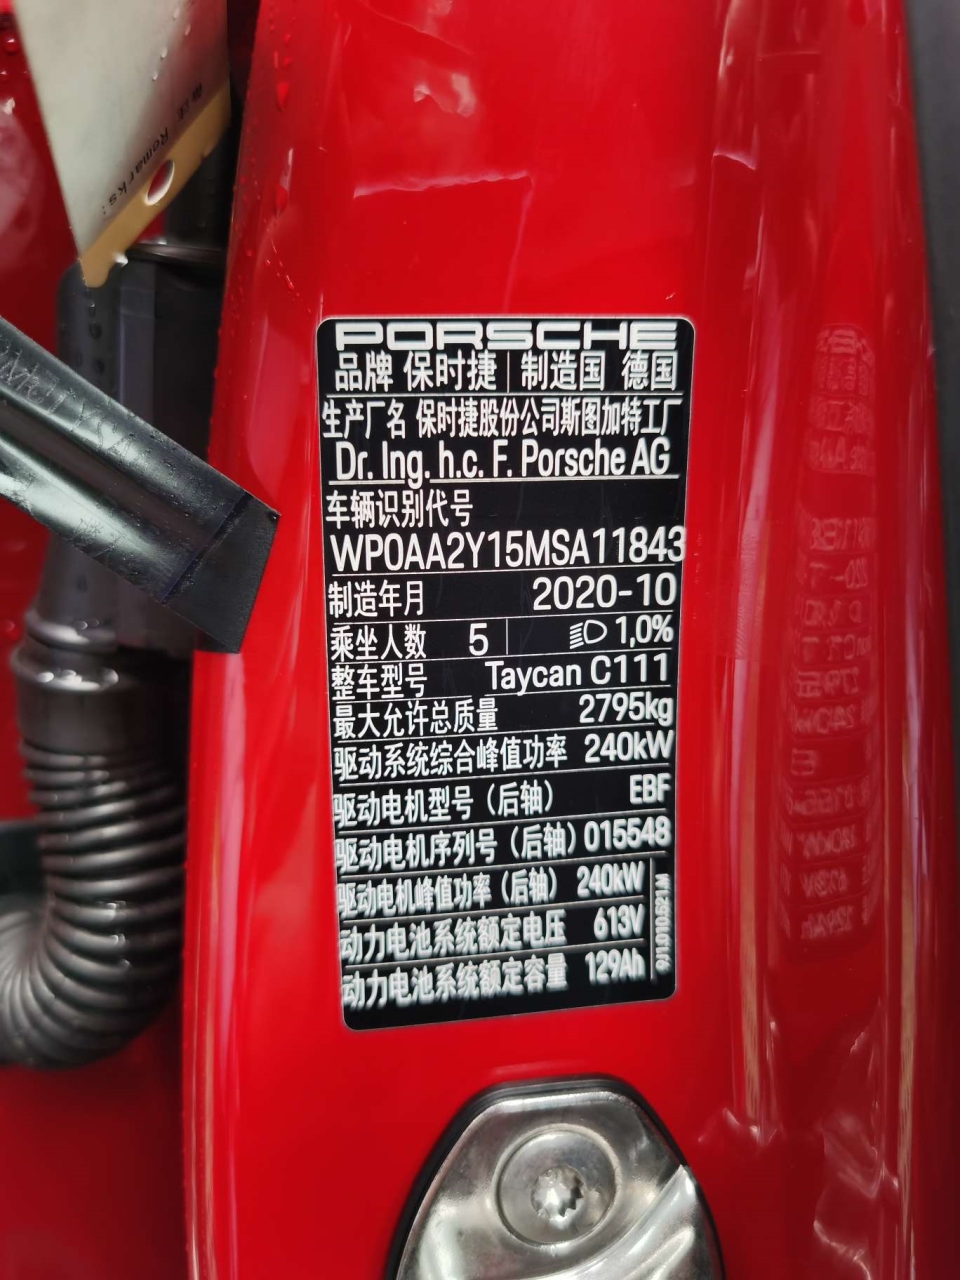 备注 Remarks:
PORSCHE
品牌 保时捷 制造国 德国
生产厂名 保时捷股份公司斯图加特工厂
Dr. Ing. h.c. F. Porsche AG
车辆识别代号
WP0AA2Y15MSA11843
制造年月 2020-10
乘坐人数 5 1,0%
整车型号 Taycan C111
最大允许总质量 2795kg
驱动系统综合峰值功率 240kW
驱动电机型号（后轴） EBF
驱动电机序列号（后轴）015548
驱动电机峰值功率（后轴） 240kW
动力电池系统额定电压 613V
动力电池系统额定容量 129Ah
9J1.010.521.M